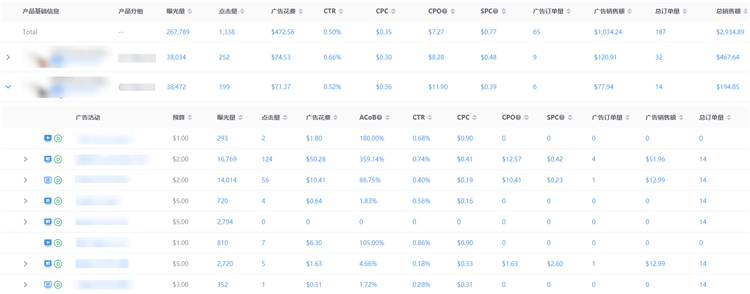 产品基础信息 产品分组 曝光量 点击量 广告花费 CTR CPC CPO SPC 广告订单量 广告销售额 总订单量 总销售额
Total -- 267,789 1,338 $472.56 0.50% $0.35 $7.27 $0.77 65 $1,034.24 187 $2,934.89
38,034 252 $74.53 0.66% $0.30 $8.28 $0.48 9 $120.91 32 $467.64
38,472 199 $71.37 0.52% $0.36 $11.90 $0.39 6 $77.94 14 $194.85
广告活动 预算 曝光量 点击量 广告花费 ACoB CTR CPC CPO SPC 广告订单量 广告销售额 总订单量
$1.00 293 2 $1.80 180.00% 0.68% $0.90 0 0 0 0 0
$2.00 16,769 124 $50.28 359.14% 0.74% $0.41 $12.57 $0.42 4 $51.96 14
$2.00 14,014 56 $10.41 86.75% 0.40% $0.19 $10.41 $0.23 1 $12.99 14
$5.00 720 4 $0.64 1.83% 0.56% $0.16 0 0 0 0 14
$5.00 2,794 0 0 0 0 0 0 0 0 0 14
$1.00 810 7 $6.30 105.00% 0.86% $0.90 0 0 0 0 0
$5.00 2,720 5 $1.63 4.66% 0.18% $0.33 $1.63 $2.60 1 $12.99 14
$3.00 352 1 $0.31 1.72% 0.28% $0.31 0 0 0 0 14